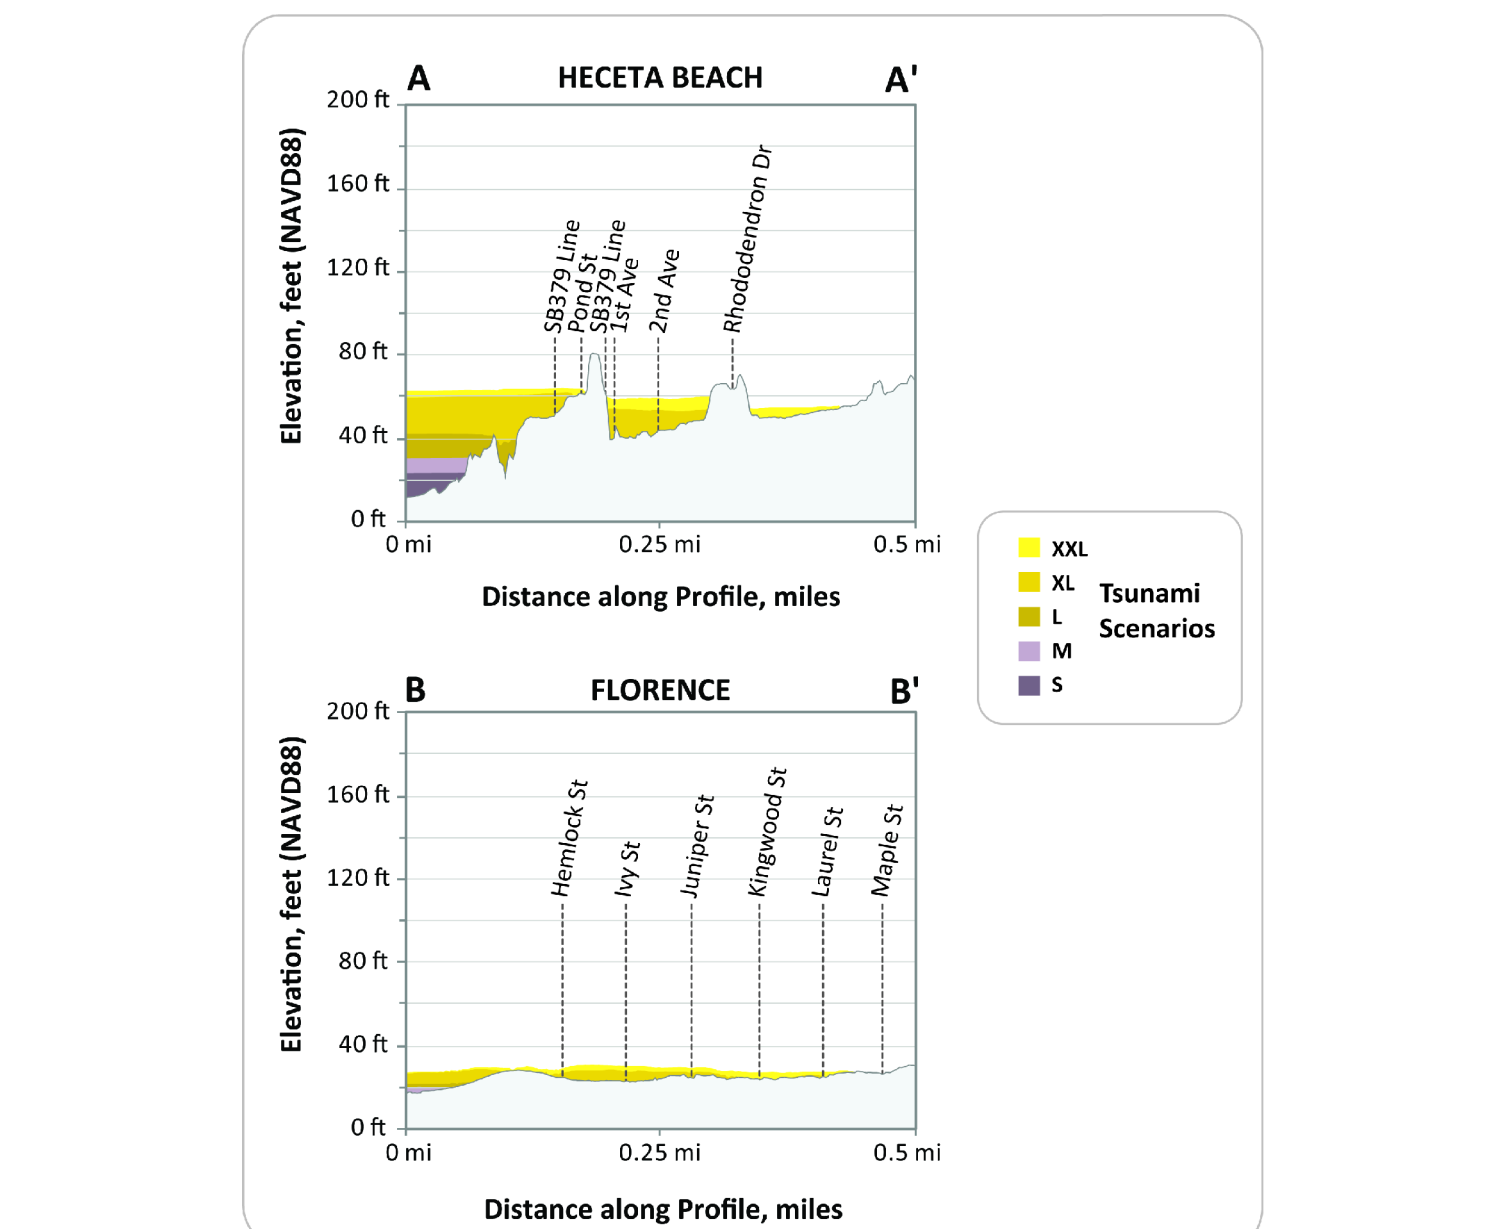 A HECETA BEACH A'
200 ft
160 ft
120 ft
80 ft
40 ft
0 ft
Elevation, feet (NAVD88)
SB379 Line
Pond St
SB379 Line
1st Ave
2nd Ave
Rhododendron Dr
0 mi 0.25 mi 0.5 mi
Distance along Profile, miles
XXL
XL
L
M
S
Tsunami
Scenarios
B FLORENCE B'
200 ft
160 ft
120 ft
80 ft
40 ft
0 ft
Elevation, feet (NAVD88)
Hemlock St
Ivy St
Juniper St
Kingwood St
Laurel St
Maple St
0 mi 0.25 mi 0.5 mi
Distance along Profile, miles